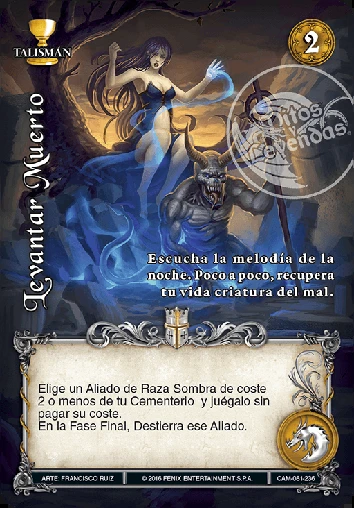 TALISMÁN
2
Mitos
y
Leyendas
Levantar Muerto
Escucha la melodía de la
noche. Poco a poco, recupera
tu vida criatura del mal.
Elige un Aliado de Raza Sombra de coste
2 o menos de tu Cementerio y juégalo sin
pagar su coste.
En la Fase Final, Destierra ese Aliado.
ARTE: FRANCISCO RUIZ
© 2016 FENIX ENTERTAINMENT S.P.A.
CAM-081-236